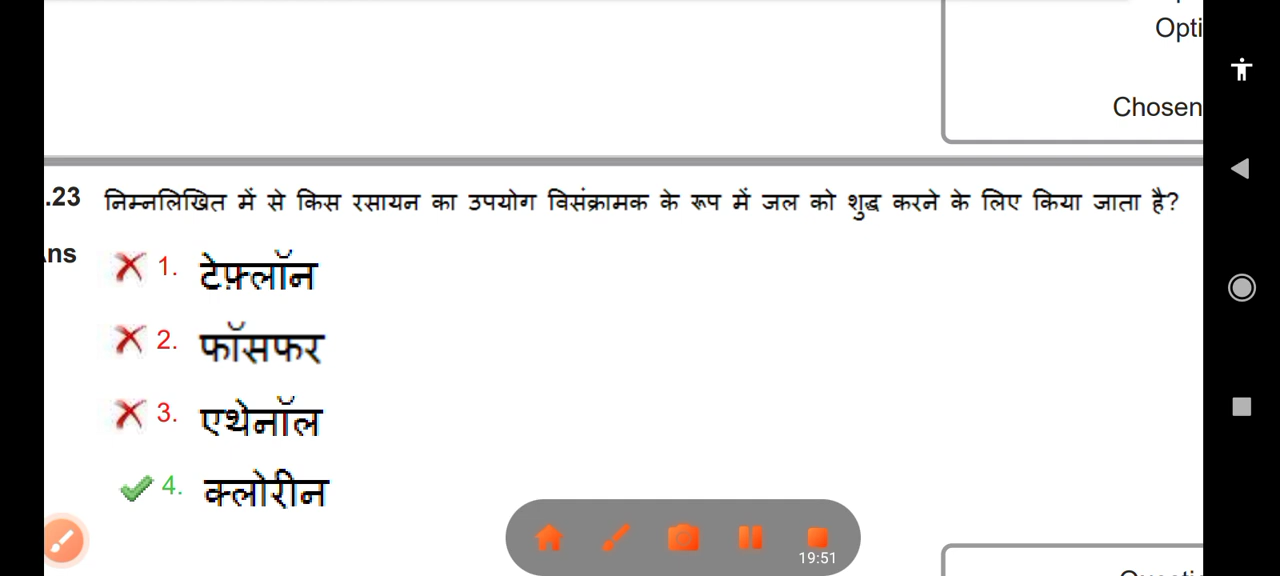 Opti
Chosen
.23 निम्नलिखित में से किस रसायन का उपयोग विसंक्रामक के रूप में जल को शुद्ध करने के लिए किया जाता है?
ns
1. टेफ़्लॉन
2. फॉसफर
3. एथेनॉल
4. क्लोरीन
19:51